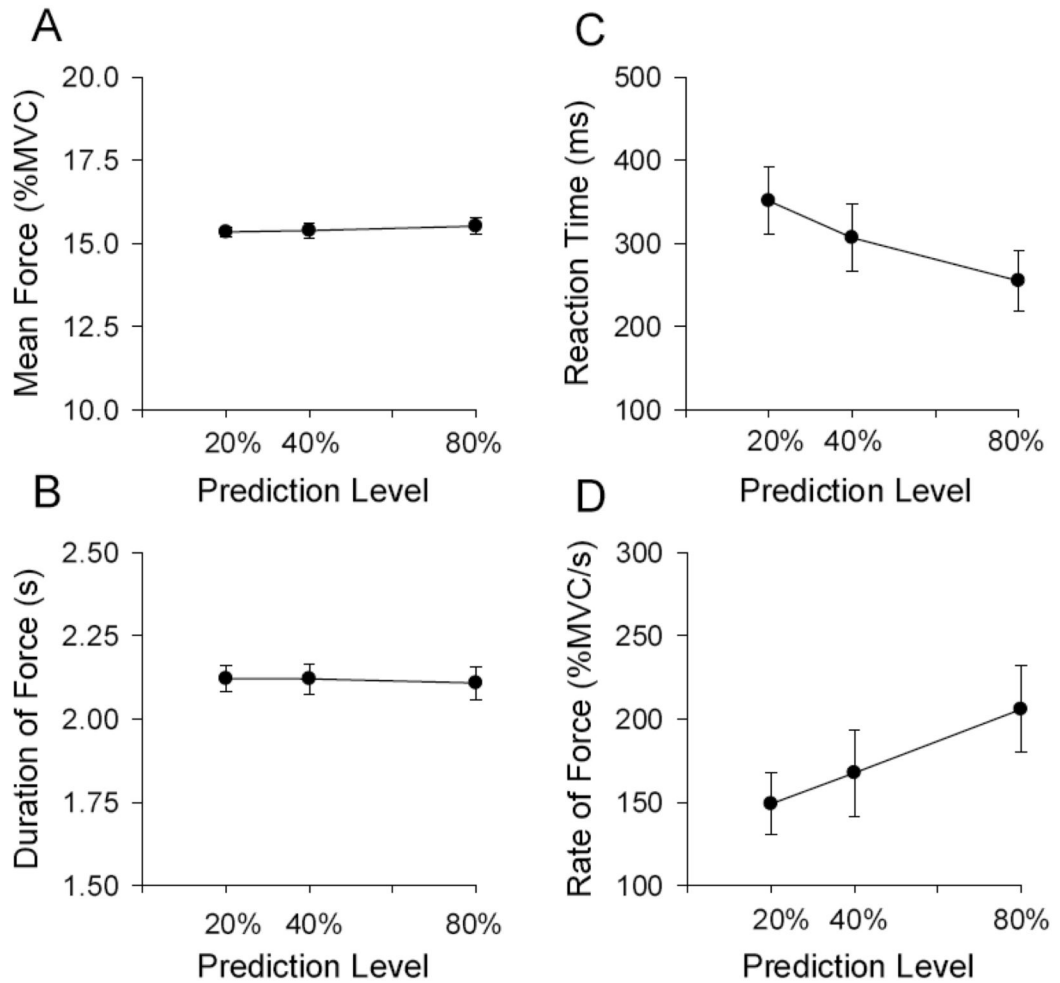 A
Mean Force (%MVC)
20.0
17.5
15.0
12.5
10.0
20% 40% 80%
Prediction Level
B
Duration of Force (s)
2.50
2.25
2.00
1.75
1.50
20% 40% 80%
Prediction Level
C
Reaction Time (ms)
500
400
300
200
100
20% 40% 80%
Prediction Level
D
Rate of Force (%MVC/s)
300
250
200
150
100
20% 40% 80%
Prediction Level